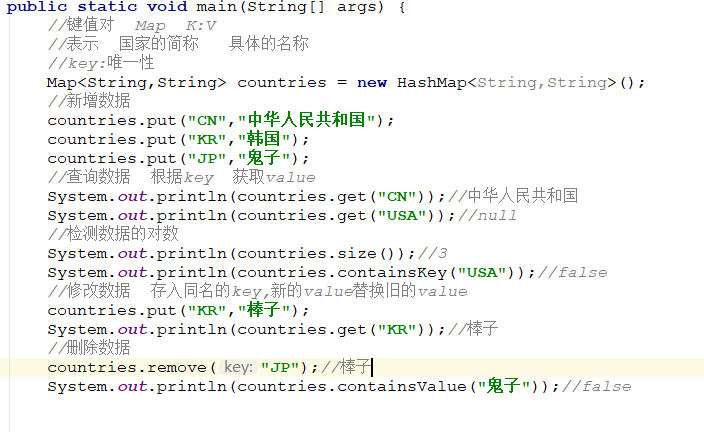 public static void main(String[] args) {
//键值对  Map  K:V
//表示  国家的简称   具体的名称
//key:唯一性
Map<String,String> countries = new HashMap<String,String>();
//新增数据
countries.put("CN","中华人民共和国");
countries.put("KR","韩国");
countries.put("JP","鬼子");
//查询数据  根据key  获取value
System.out.println(countries.get("CN"));//中华人民共和国
System.out.println(countries.get("USA"));//null
//检测数据的对数
System.out.println(countries.size());//3
System.out.println(countries.containsKey("USA"));//false
//修改数据  存入同名的key,新的value替换旧的value
countries.put("KR","棒子");
System.out.println(countries.get("KR"));//棒子
//删除数据
countries.remove( key: "JP");//棒子
System.out.println(countries.containsValue("鬼子"));//false